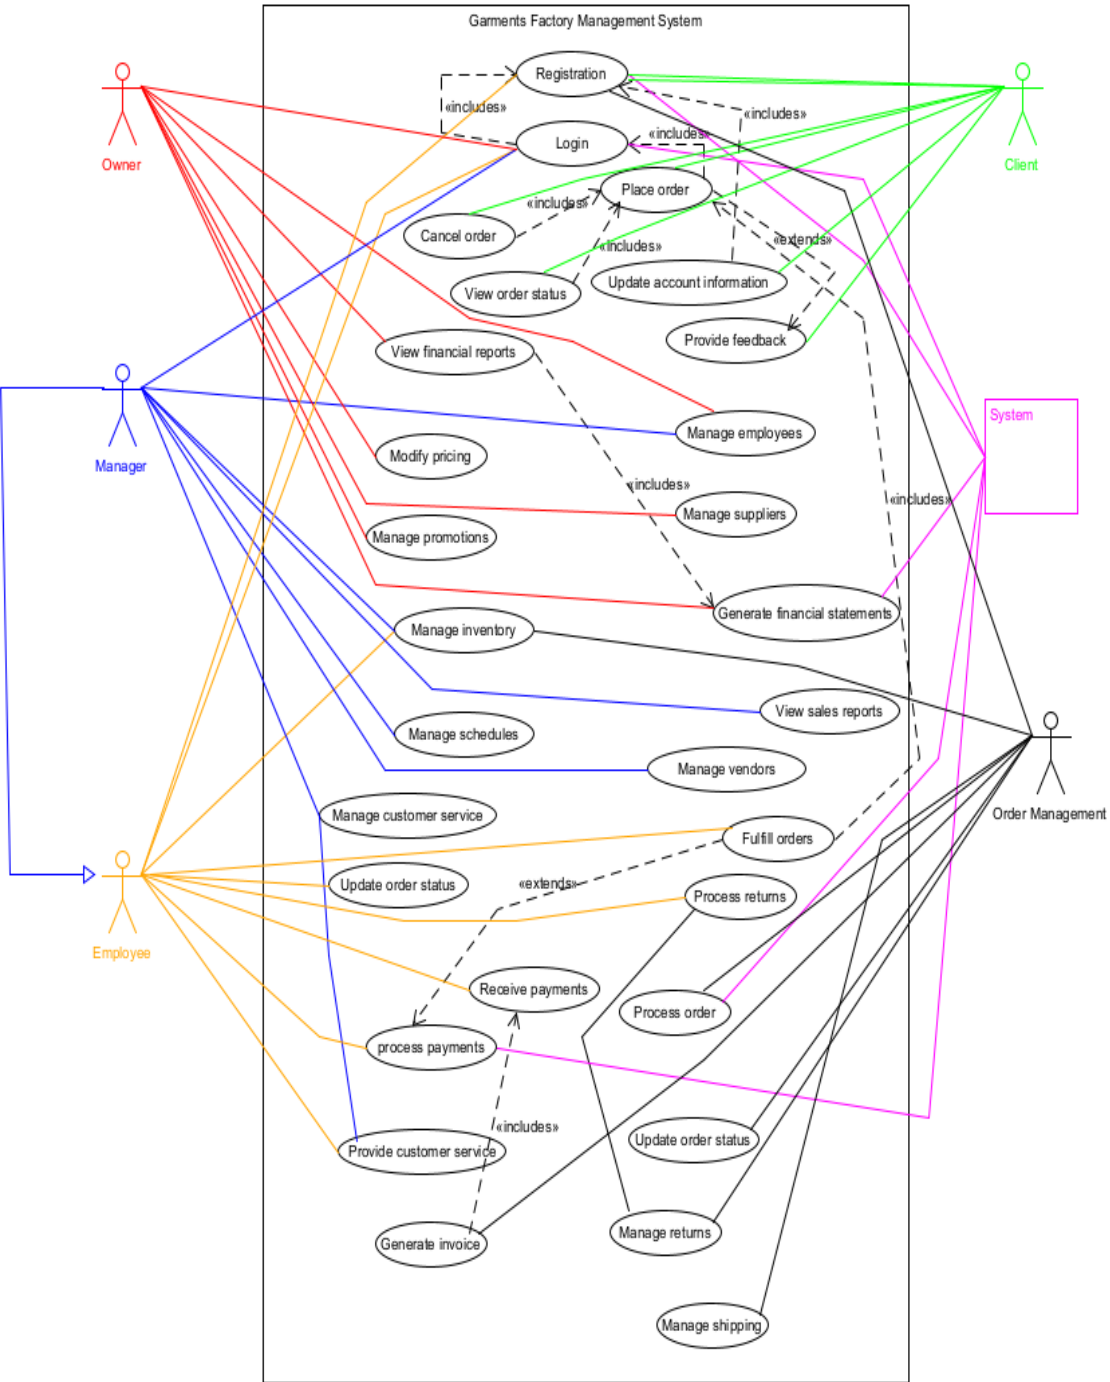 Garments Factory Management System
Registration
«includes»
«includes»
Login
«includes»
Owner
Client
Place order
«includes»
Cancel order
«extends»
«includes»
View order status
Update account information
Provide feedback
View financial reports
System
Manage employees
Modify pricing
Manager
«includes»
«includes»
Manage suppliers
Manage promotions
Generate financial statements
Manage inventory
View sales reports
Manage schedules
Manage vendors
Manage customer service
Order Management
Fulfill orders
«extends»
Update order status
Process returns
Employee
Receive payments
Process order
process payments
«includes»
Update order status
Provide customer service
Manage returns
Generate invoice
Manage shipping